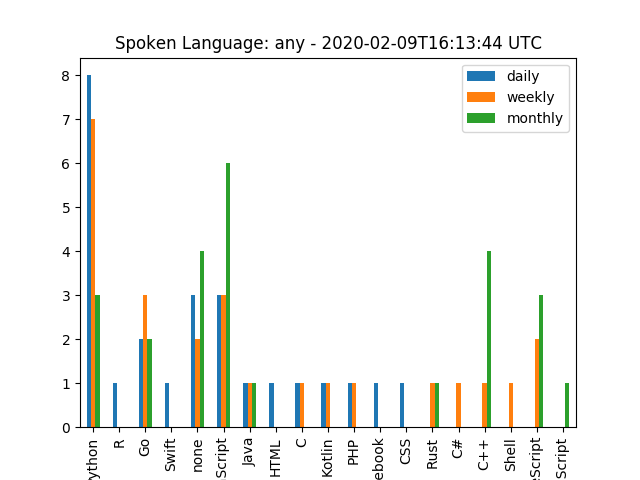 Spoken Language: any - 2020-02-09T16:13:44 UTC
daily
weekly
monthly
8
7
6
5
4
3
2
1
0
ython
R
Go
Swift
none
Script
Java
HTML
C
Kotlin
PHP
ebook
CSS
Rust
C#
C++
Shell
eScript
Script